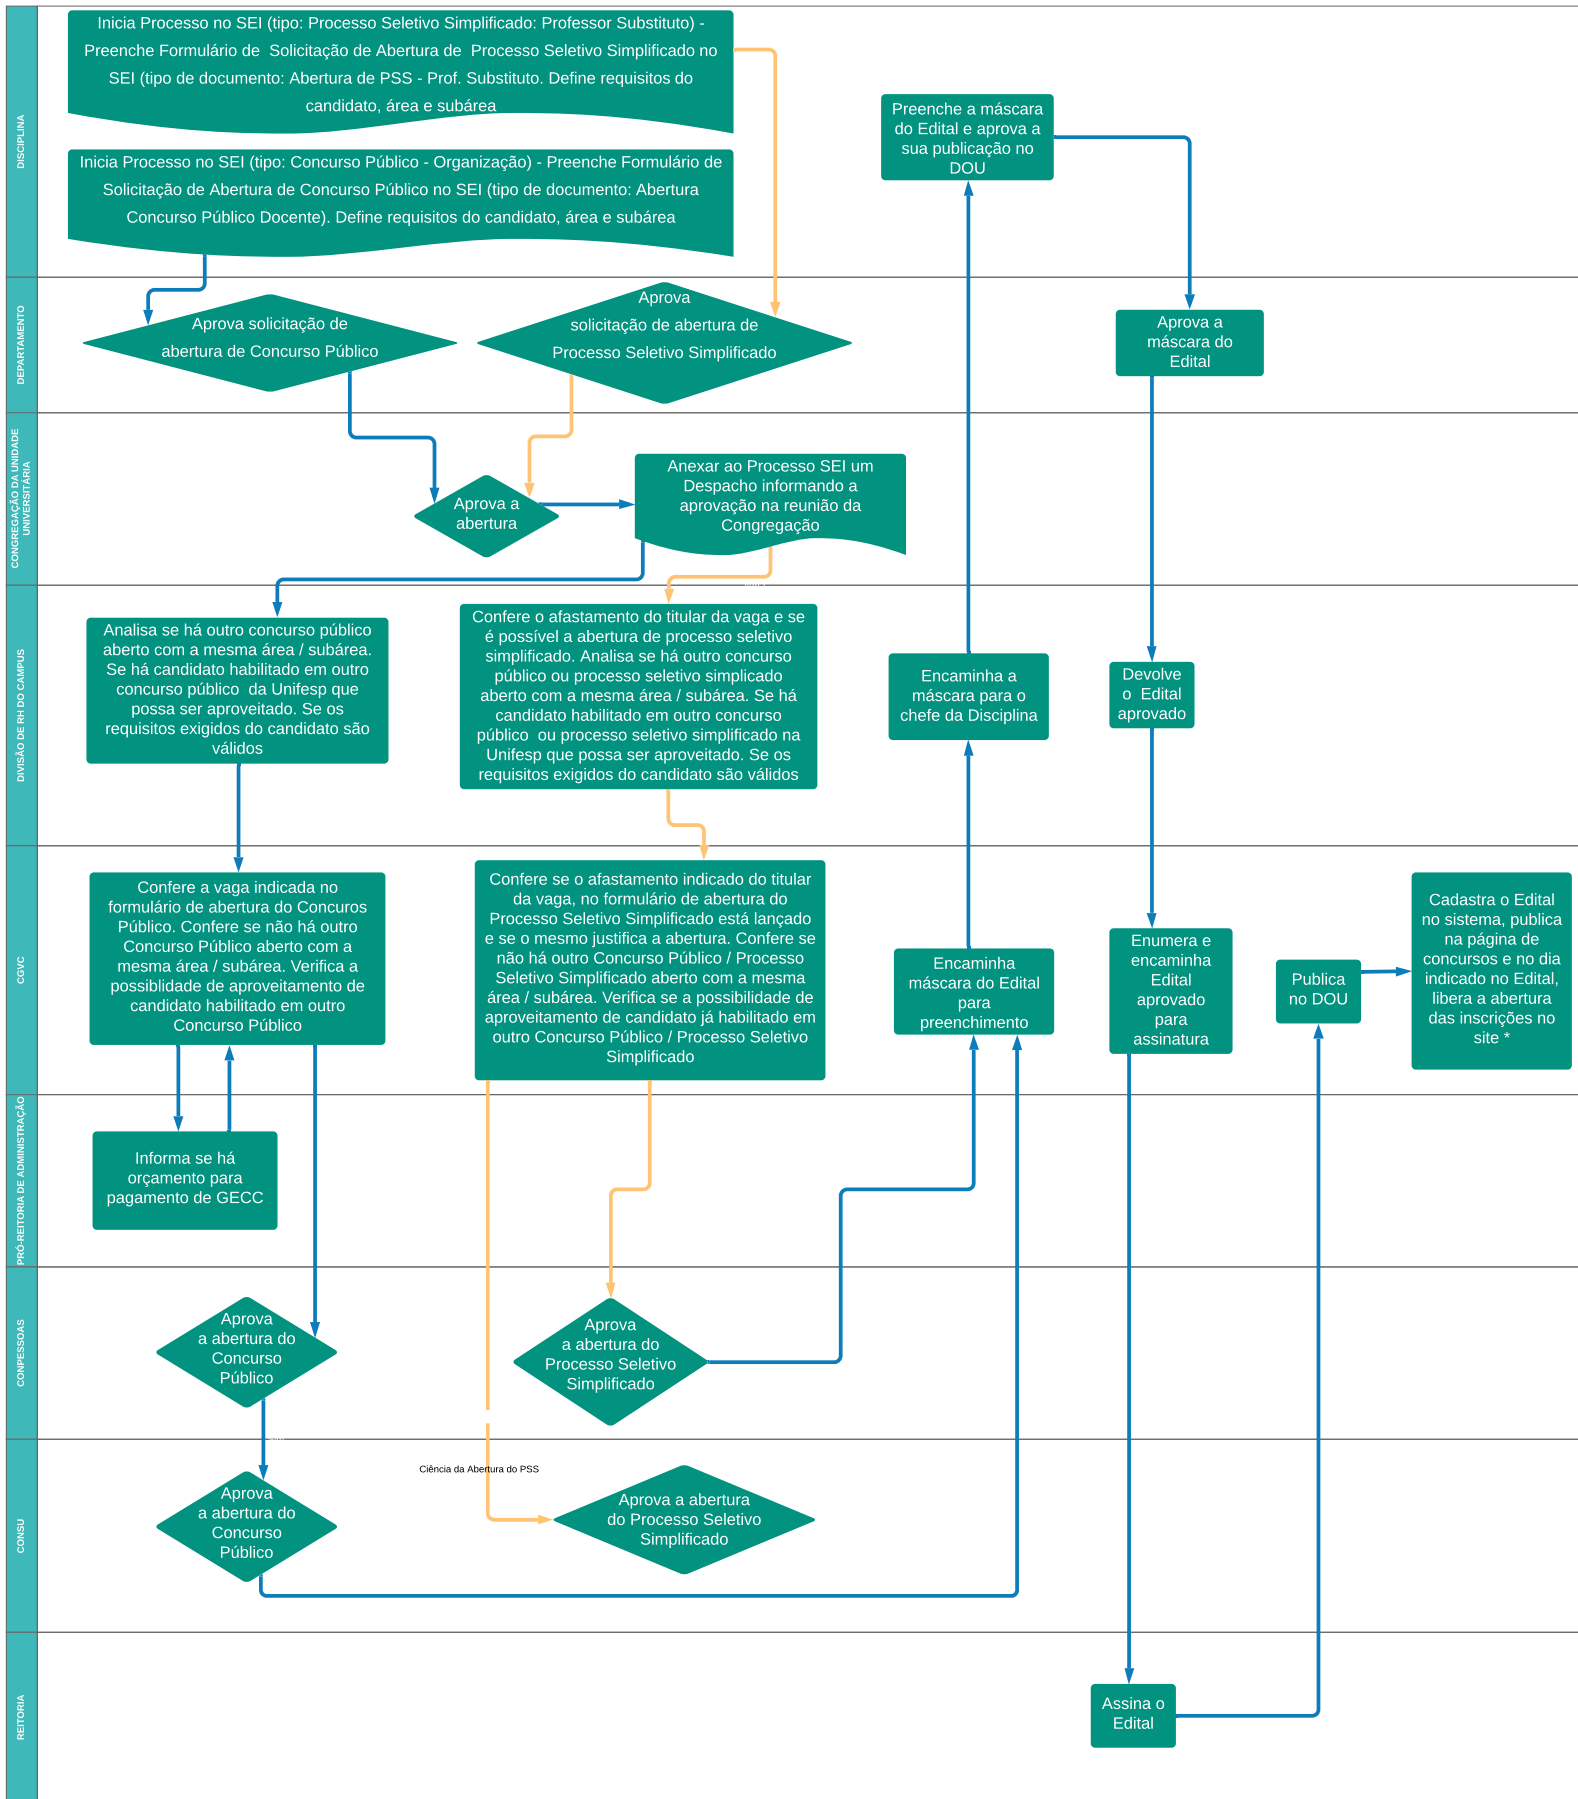 DISCIPLINA
Inicia Processo no SEI (tipo: Processo Seletivo Simplificado: Professor Substituto) -
Preenche Formulário de  Solicitação de Abertura de  Processo Seletivo Simplificado no
SEI (tipo de documento: Abertura de PSS - Prof. Substituto. Define requisitos do
candidato, área e subárea
Inicia Processo no SEI (tipo: Concurso Público - Organização) - Preenche Formulário de
Solicitação de Abertura de Concurso Público no SEI (tipo de documento: Abertura
Concurso Público Docente). Define requisitos do candidato, área e subárea
Preenche a máscara
do Edital e aprova a
sua publicação no
DOU
DEPARTAMENTO
Aprova solicitação de
abertura de Concurso Público
Aprova
solicitação de abertura de
Processo Seletivo Simplificado
Aprova a
máscara do
Edital
CONGREGAÇÃO DA UNIDADE
UNIVERSITÁRIA
Aprova a
abertura
Anexar ao Processo SEI um
Despacho informando a
aprovação na reunião da
Congregação
DIVISÃO DE RH DO CAMPUS
Analisa se há outro concurso público
aberto com a mesma área / subárea.
Se há candidato habilitado em outro
concurso público  da Unifesp que
possa ser aproveitado. Se os
requisitos exigidos do candidato são
válidos
Confere o afastamento do titular da vaga e se
é possível a abertura de processo seletivo
simplificado. Analisa se há outro concurso
público ou processo seletivo simplicado
aberto com a mesma área / subárea. Se há
candidato habilitado em outro concurso
público  ou processo seletivo simplificado na
Unifesp que possa ser aproveitado. Se os
requisitos exigidos do candidato são válidos
Encaminha a
máscara para o
chefe da Disciplina
Devolve
o  Edital
aprovado
CGVC
Confere a vaga indicada no
formulário de abertura do Concuros
Público. Confere se não há outro
Concurso Público aberto com a
mesma área / subárea. Verifica a
possiblidade de aproveitamento de
candidato habilitado em outro
Concurso Público
Confere se o afastamento indicado do titular
da vaga, no formulário de abertura do
Processo Seletivo Simplificado está lançado
e se o mesmo justifica a abertura. Confere se
não há outro Concurso Público / Processo
Seletivo Simplificado aberto com a mesma
área / subárea. Verifica se a possibilidade de
aproveitamento de candidato já habilitado em
outro Concurso Público / Processo Seletivo
Simplificado
Encaminha
máscara do Edital
para
preenchimento
Enumera e
encaminha
Edital
aprovado
para
assinatura
Publica
no DOU
Cadastra o Edital
no sistema, publica
na página de
concursos e no dia
indicado no Edital,
libera a abertura
das inscrições no
site *
PRÓ-REITORIA DE ADMINISTRAÇÃO
Informa se há
orçamento para
pagamento de GECC
CONPESSOAS
Aprova
a abertura do
Concurso
Público
Aprova
a abertura do
Processo Seletivo
Simplificado
CONSU
Aprova
a abertura do
Concurso
Público
Ciência da Abertura do PSS
Aprova a abertura
do Processo Seletivo
Simplificado
REITORIA
Assina o
Edital